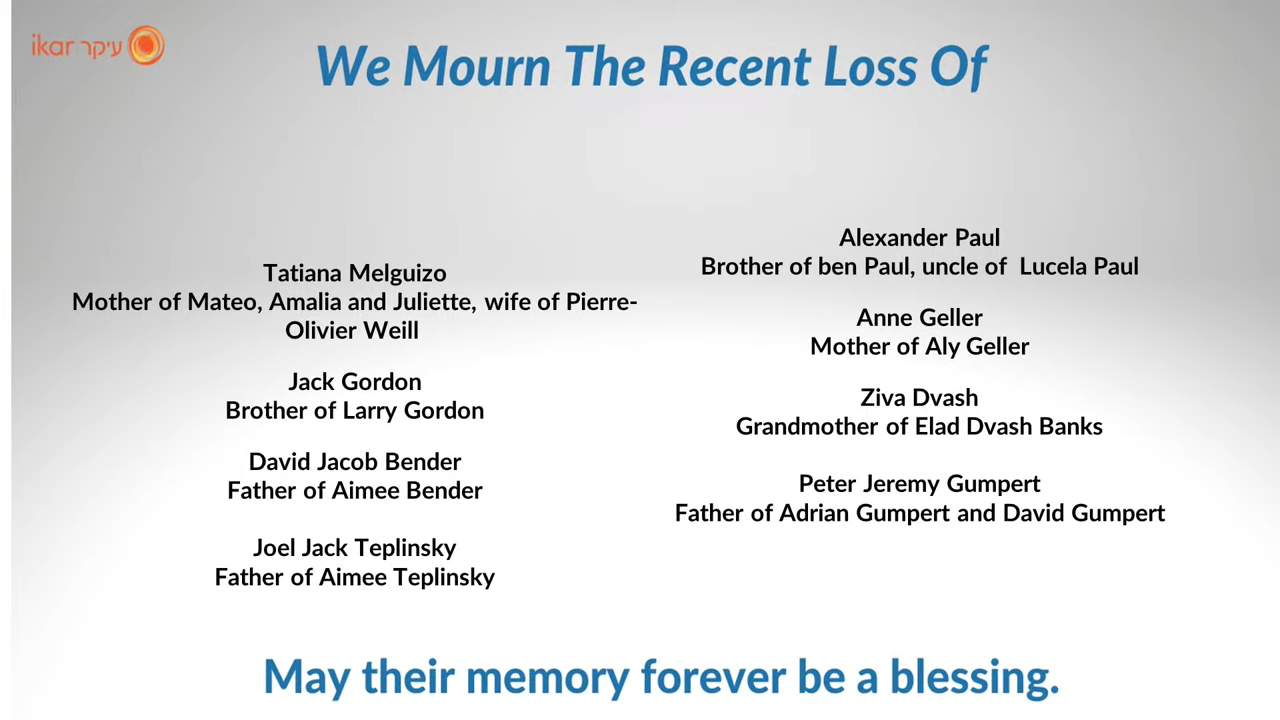 ikar עיקר
We Mourn The Recent Loss Of
Tatiana Melguizo
Mother of Mateo, Amalia and Juliette, wife of Pierre-
Olivier Weill
Jack Gordon
Brother of Larry Gordon
David Jacob Bender
Father of Aimee Bender
Joel Jack Teplinsky
Father of Aimee Teplinsky
Alexander Paul
Brother of ben Paul, uncle of  Lucela Paul
Anne Geller
Mother of Aly Geller
Ziva Dvash
Grandmother of Elad Dvash Banks
Peter Jeremy Gumpert
Father of Adrian Gumpert and David Gumpert
May their memory forever be a blessing.